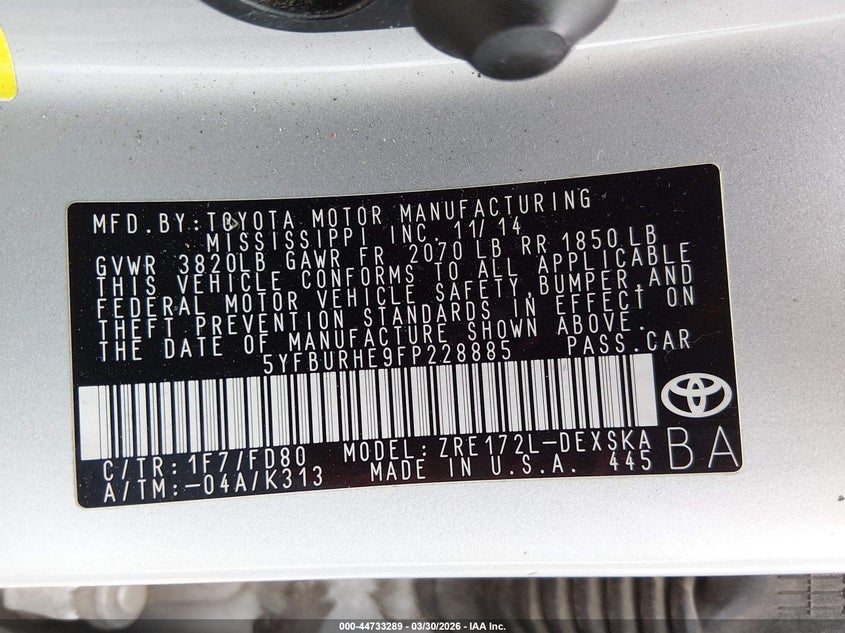 MFD.BY: TOYOTA MOTOR MANUFACTURING
MISSISSIPPI INC. 11/14
GVWR 3820LB GAWR FR 2070 LB RR 1850 LB
THIS VEHICLE CONFORMS TO ALL APPLICABLE
FEDERAL MOTOR VEHICLE SAFETY, BUMPER, AND
THEFT PREVENTION STANDARDS IN EFFECT ON
THE DATE OF MANUFACTURE SHOWN ABOVE.
5YFBURHE9FP228885 PASS.CAR
C/TR: 1F7/FD80 MODEL: ZRE172L-DEXSKA
A/TM: -04A/K313 MADE IN U.S.A. 445 BA
000-44733289 - 03/30/2026 - IAA Inc.